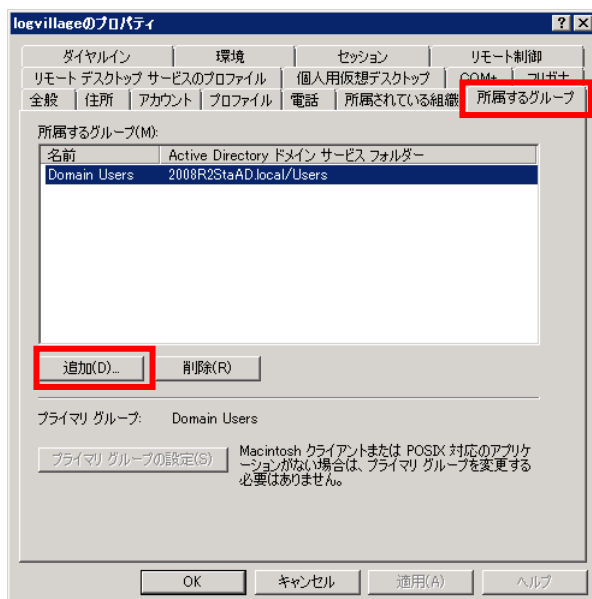 logvillageのプロパティ
ダイヤルイン 環境 セッション リモート制御
リモート デスクトップ サービスのプロファイル 個人用仮想デスクトップ COM+ フリガナ
全般 住所 アカウント プロファイル 電話 所属されている組織 所属するグループ
所属するグループ(M):
名前 Active Directory ドメイン サービス フォルダー
Domain Users 2008R2StaAD.local/Users
追加(D)... 削除(R)
プライマリ グループ: Domain Users
プライマリ グループの設定(S)
Macintosh クライアントまたは POSIX 対応のアプリケ
ーションがない場合は、プライマリ グループを変更する
必要はありません。
OK キャンセル 適用(A) ヘルプ